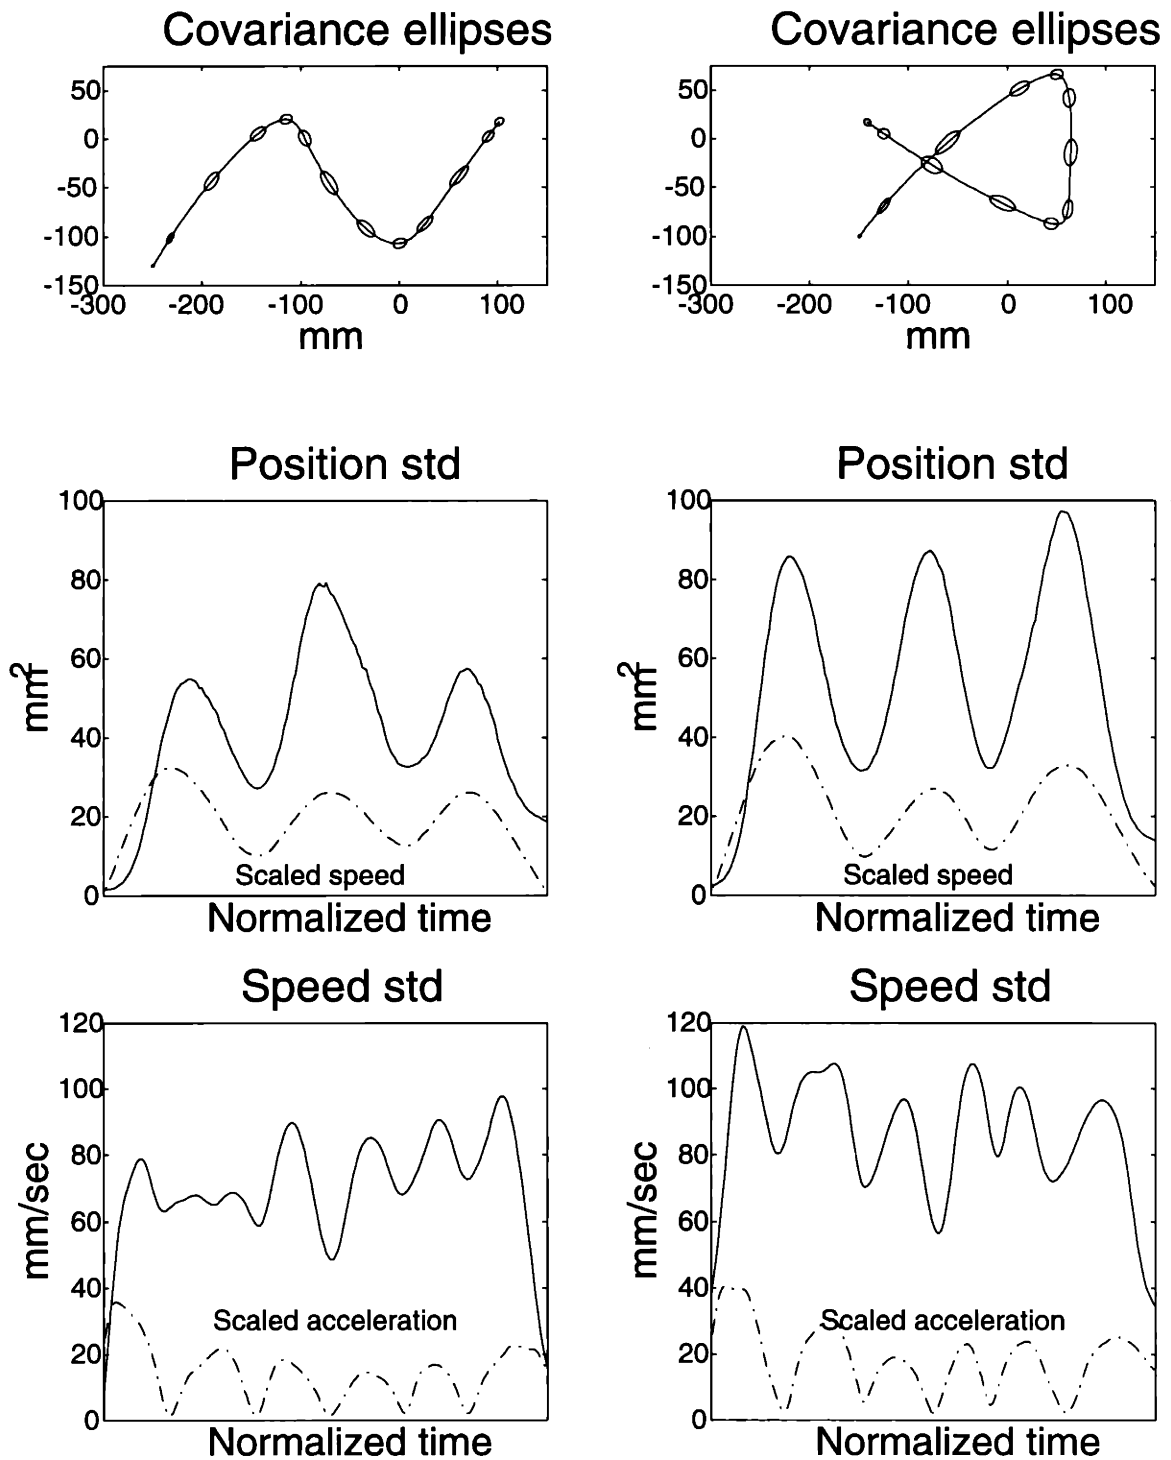 Covariance ellipses
50
0
-50
-100
-150
-300 -200 -100 0 100
mm
Covariance ellipses
50
0
-50
-100
-150
-300 -200 -100 0 100
mm
Position std
100
80
60
40
20
0
mm2
Scaled speed
Normalized time
Position std
100
80
60
40
20
0
mm2
Scaled speed
Normalized time
Speed std
120
100
80
60
40
20
0
mm/sec
Scaled acceleration
Normalized time
Speed std
120
100
80
60
40
20
0
mm/sec
Scaled acceleration
Normalized time